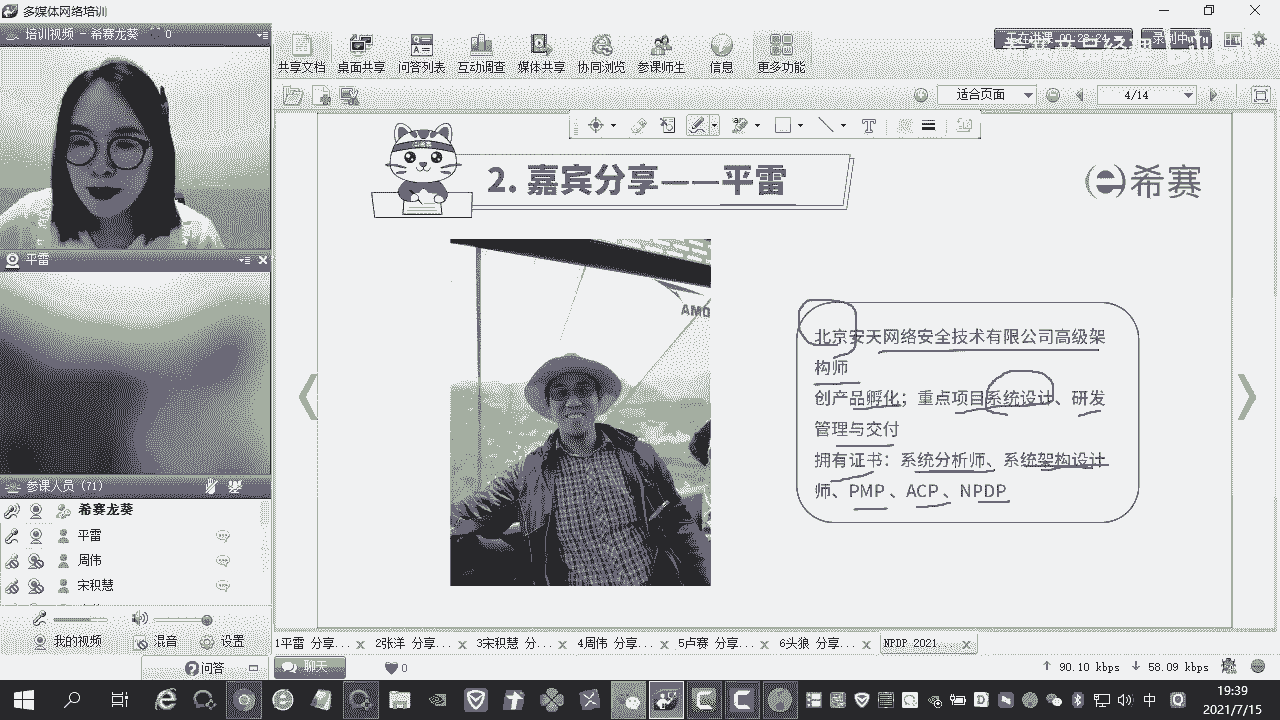 多媒体网络培训
培训视频 - 希赛龙葵
0
共享文档
桌面共享
问答列表
互动调查
媒体共享
协同浏览
参课师生
信息
更多功能
适合页面
4/14
2. 嘉宾分享——平雷
希赛
平雷
AMO
北京安天网络安全技术有限公司高级架
构师
创产品孵化；重点项目系统设计、研发
管理与交付
拥有证书：系统分析师、系统架构设计
师、PMP、ACP、NPDP
参课人员（71）
希赛龙葵
平雷
周伟
宋积慧
我的视频
混音
设置
问答
1平雷 分享...
2张洋 分享...
3宋积慧 分...
4周伟 分享...
5卢赛 分享...
6头狼 分享...
NPDP 2021
聊天
0
↑ 90.10 kbps ↓ 58.09 kbps
中
19:39
2021/7/15